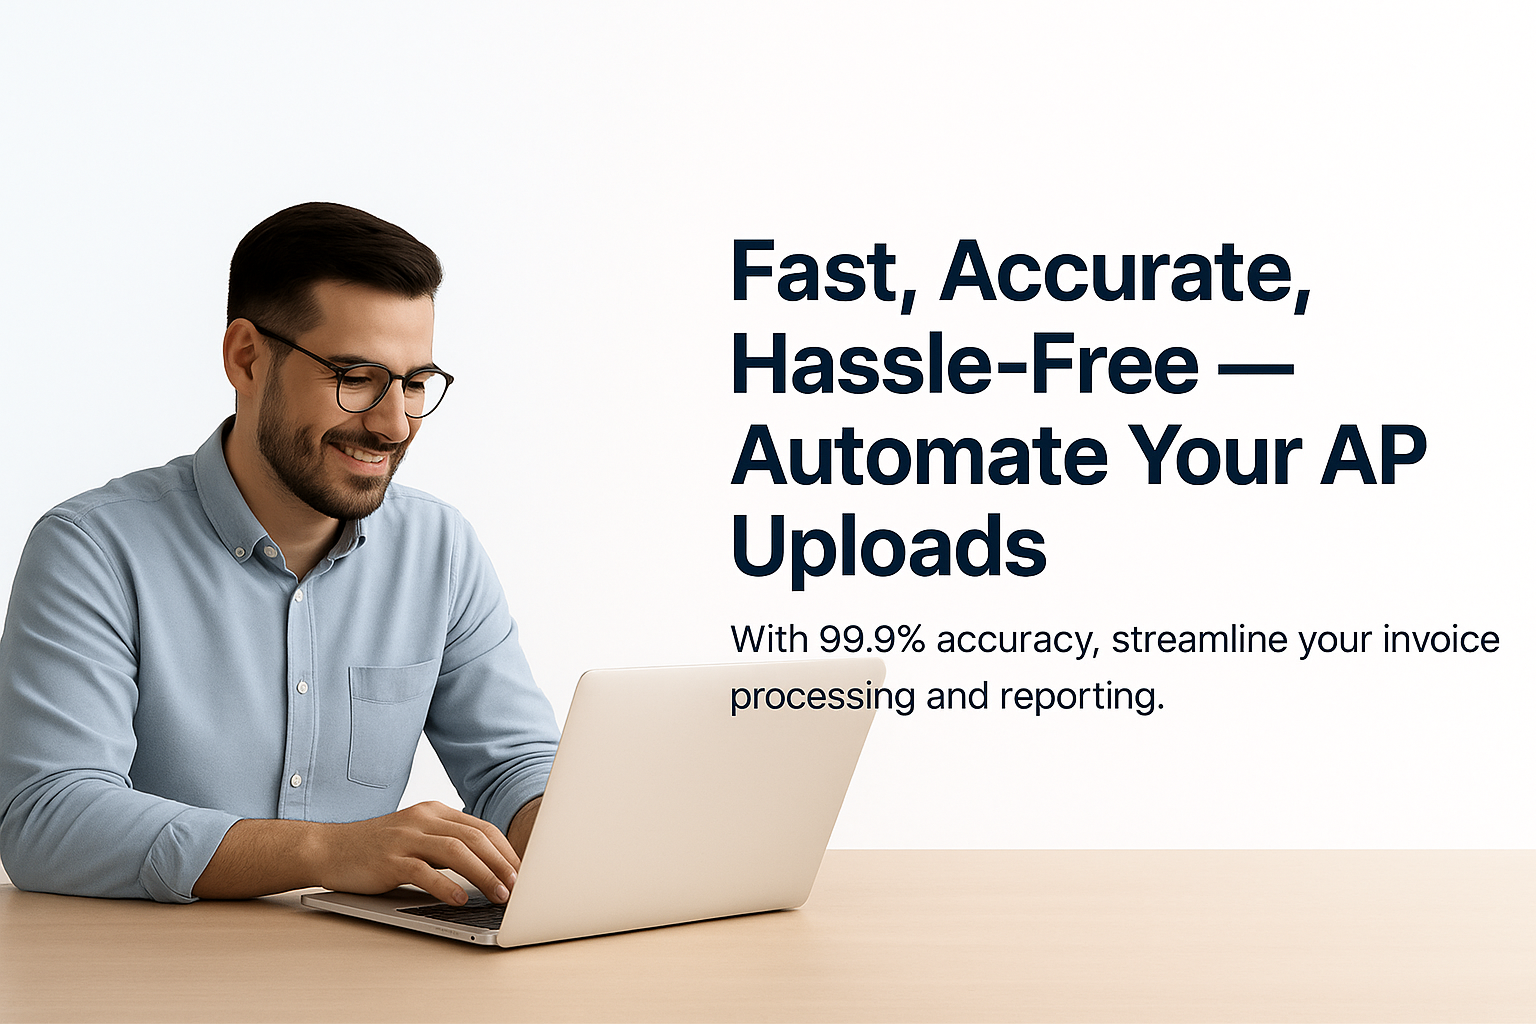 Fast, Accurate,
Hassle-Free —
Automate Your AP
Uploads
With 99.9% accuracy, streamline your invoice
processing and reporting.